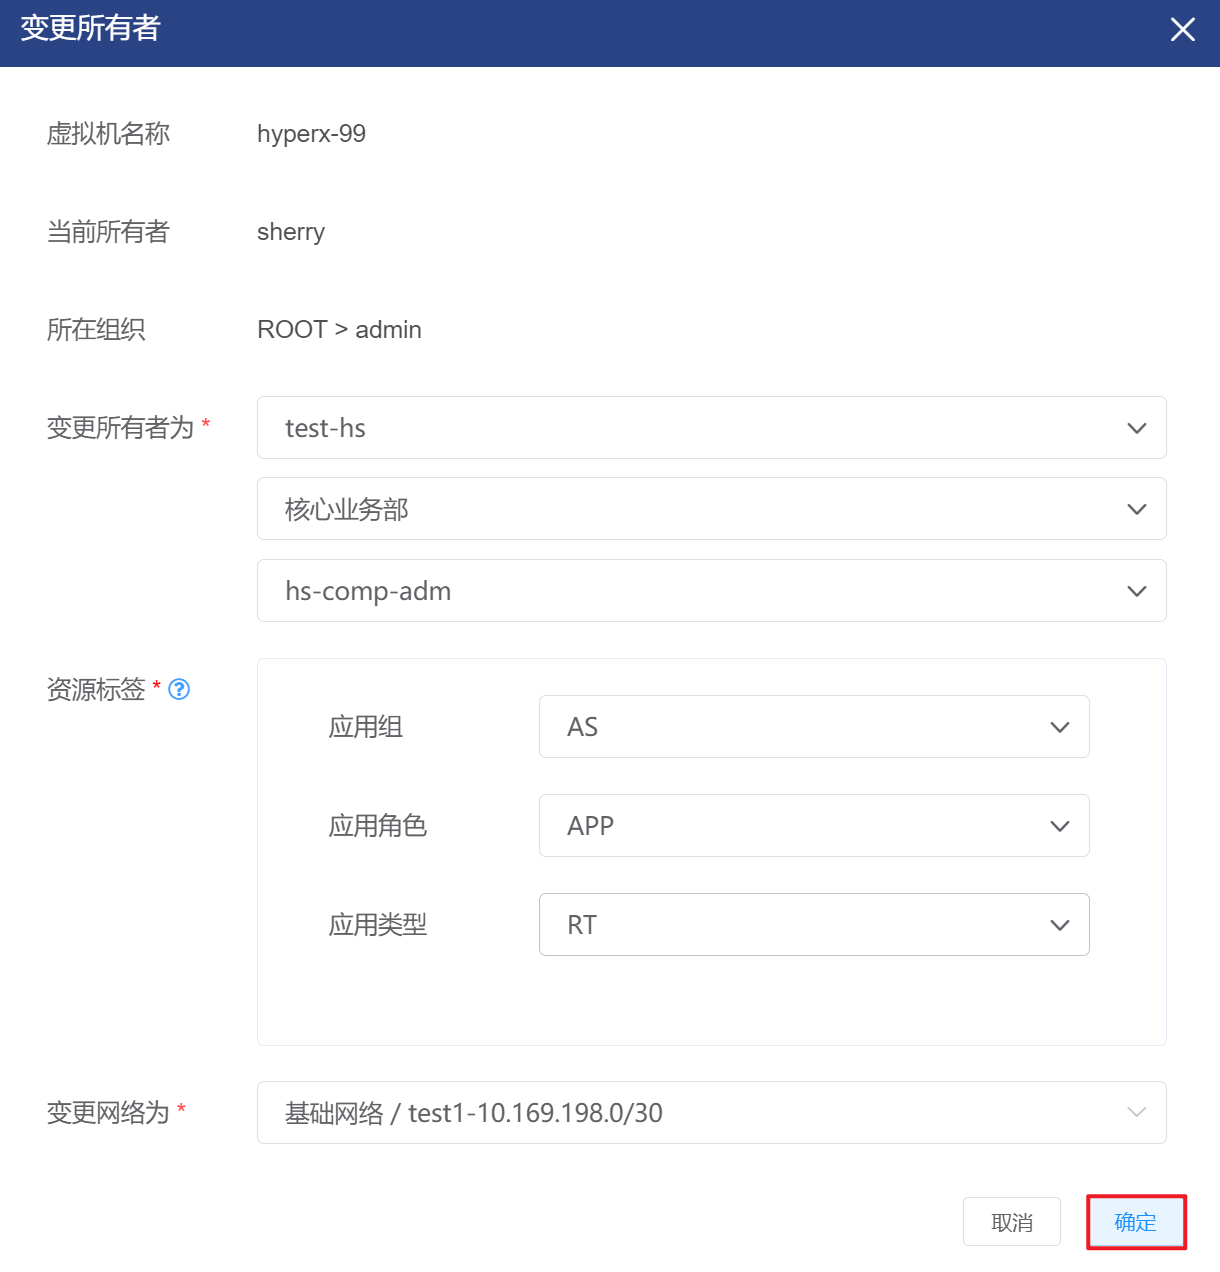 变更所有者
虚拟机名称 hyperx-99
当前所有者 sherry
所在组织 ROOT > admin
变更所有者为 * test-hs
核心业务部
hs-comp-adm
资源标签 * ?
应用组 AS
应用角色 APP
应用类型 RT
变更网络为 * 基础网络 / test1-10.169.198.0/30
取消 确定